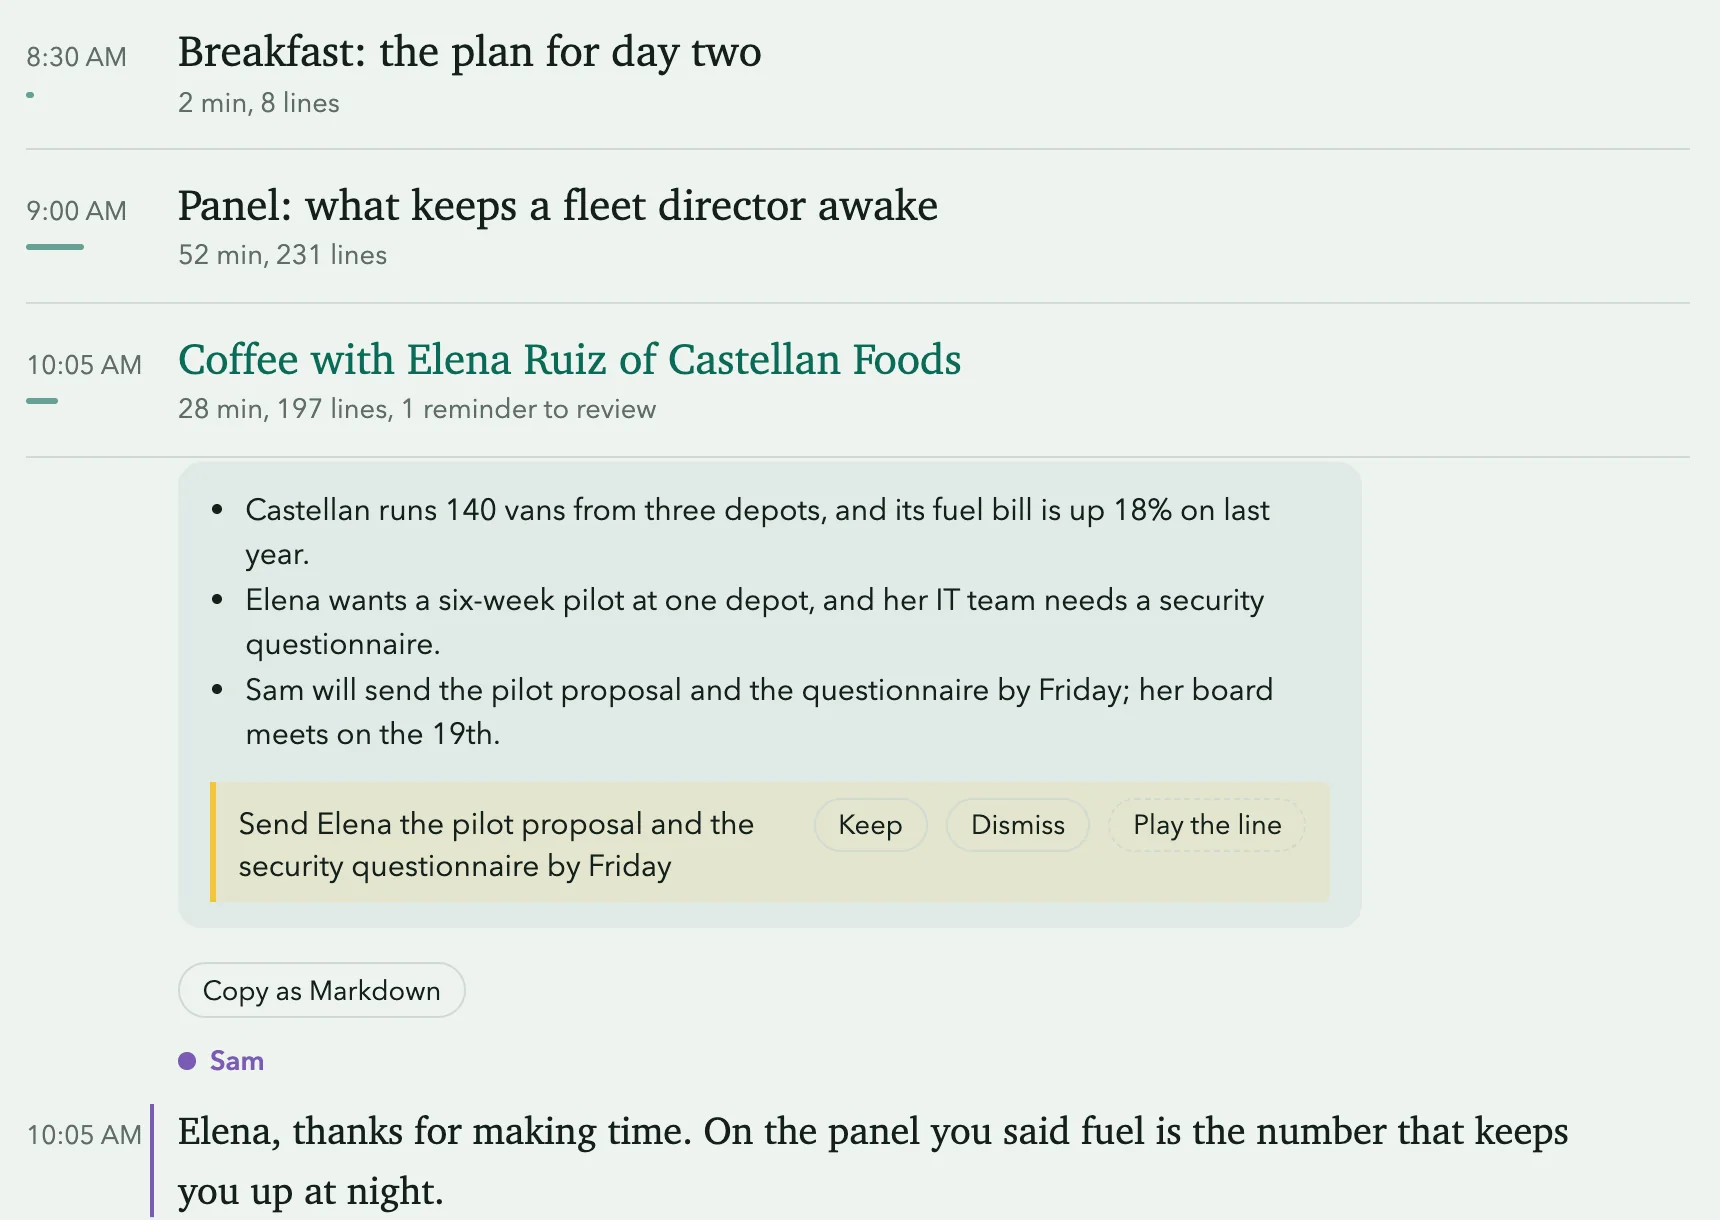 8:30 AM
Breakfast: the plan for day two
2 min, 8 lines
9:00 AM
Panel: what keeps a fleet director awake
52 min, 231 lines
10:05 AM
Coffee with Elena Ruiz of Castellan Foods
28 min, 197 lines, 1 reminder to review
• Castellan runs 140 vans from three depots, and its fuel bill is up 18% on last
year.
• Elena wants a six-week pilot at one depot, and her IT team needs a security
questionnaire.
• Sam will send the pilot proposal and the questionnaire by Friday; her board
meets on the 19th.
Send Elena the pilot proposal and the
security questionnaire by Friday
Keep
Dismiss
Play the line
Copy as Markdown
Sam
10:05 AM
Elena, thanks for making time. On the panel you said fuel is the number that keeps
you up at night.